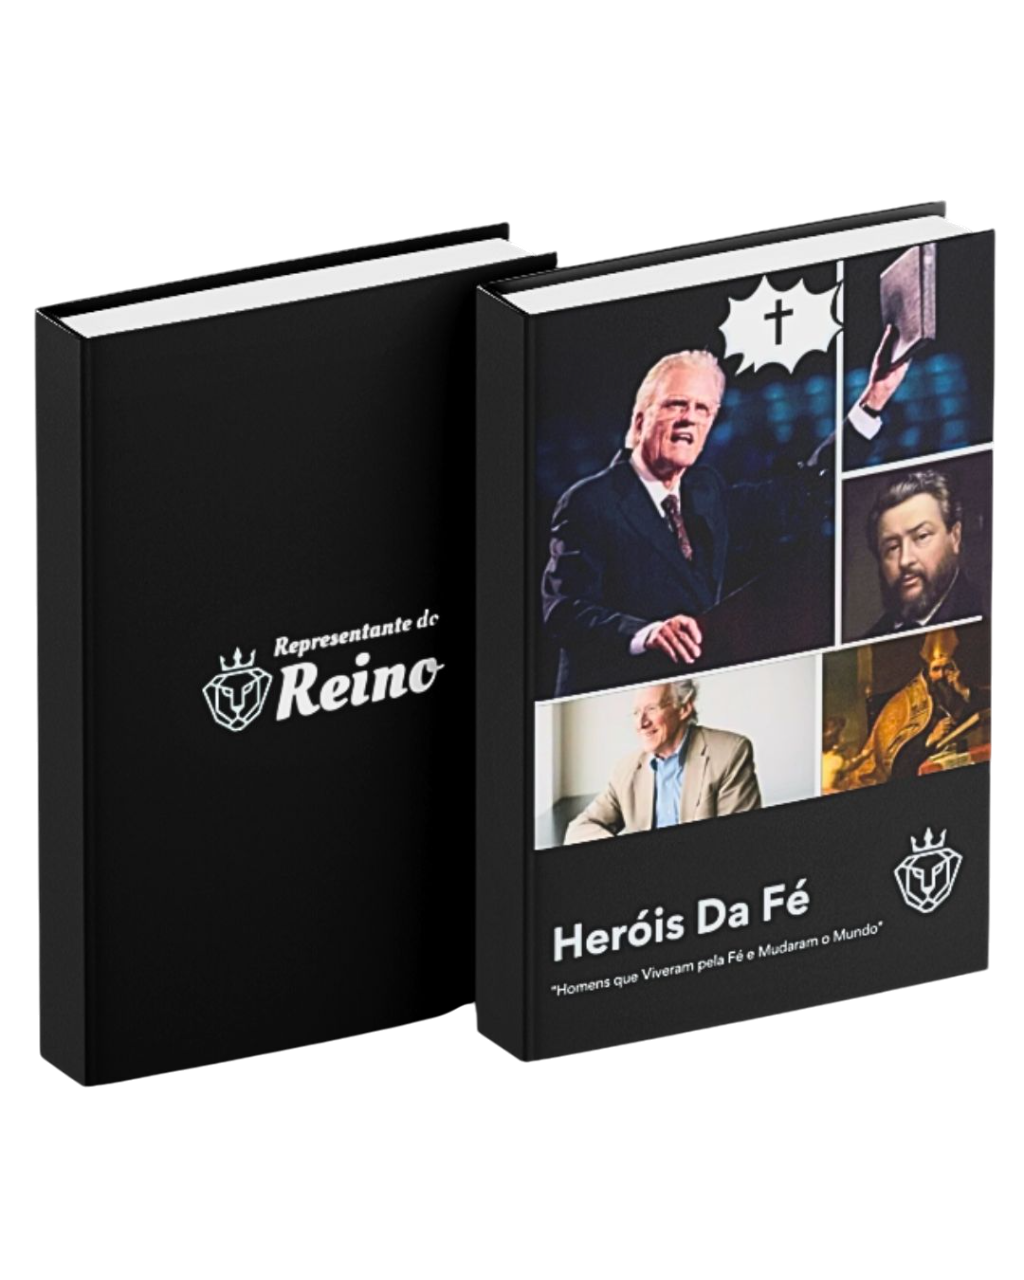 Representante do
Reino
Heróis Da Fé
"Homens que Viveram pela Fé e Mudaram o Mundo"